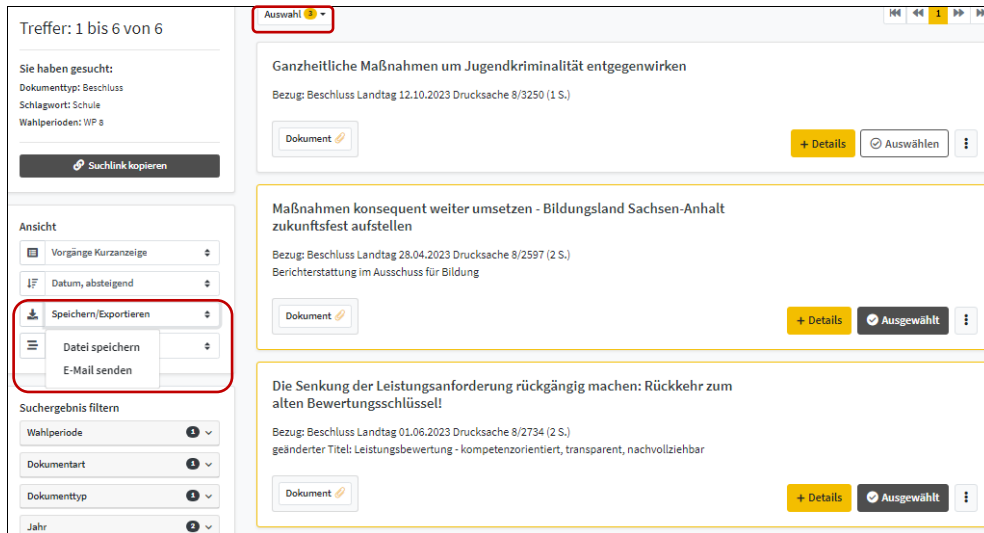 Treffer: 1 bis 6 von 6
Sie haben gesucht:
Dokumenttyp: Beschluss
Schlagwort: Schule
Wahlperioden: WP 8
Suchlink kopieren
Ansicht
Vorgänge Kurzanzeige
Datum, absteigend
Speichern/Exportieren
Datei speichern
E-Mail senden
Suchergebnis filtern
Wahlperiode 1
Dokumentart 1
Dokumenttyp 1
Jahr 2
Auswahl 3
1
Ganzheitliche Maßnahmen um Jugendkriminalität entgegenwirken
Bezug: Beschluss Landtag 12.10.2023 Drucksache 8/3250 (1 S.)
Dokument
+ Details
Auswählen
Maßnahmen konsequent weiter umsetzen - Bildungsland Sachsen-Anhalt
zukunftsfest aufstellen
Bezug: Beschluss Landtag 28.04.2023 Drucksache 8/2597 (2 S.)
Berichterstattung im Ausschuss für Bildung
Dokument
+ Details
Ausgewählt
Die Senkung der Leistungsanforderung rückgängig machen: Rückkehr zum
alten Bewertungsschlüssel!
Bezug: Beschluss Landtag 01.06.2023 Drucksache 8/2734 (2 S.)
geänderter Titel: Leistungsbewertung - kompetenzorientiert, transparent, nachvollziehbar
Dokument
+ Details
Ausgewählt